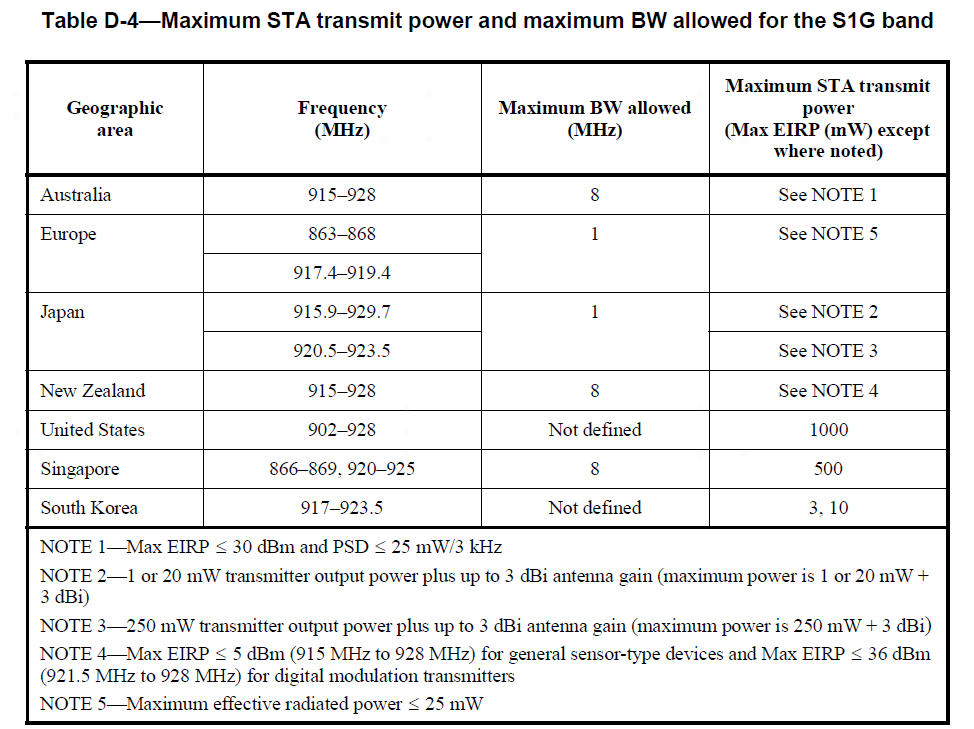 Table D-4—Maximum STA transmit power and maximum BW allowed for the S1G band
Geographic
area
Frequency
(MHz)
Maximum BW allowed
(MHz)
Maximum STA transmit
power
(Max EIRP (mW) except
where noted)
Australia 915–928 8 See NOTE 1
Europe 863–868 1 See NOTE 5
917.4–919.4
Japan 915.9–929.7 1 See NOTE 2
920.5–923.5 See NOTE 3
New Zealand 915–928 8 See NOTE 4
United States 902–928 Not defined 1000
Singapore 866–869, 920–925 8 500
South Korea 917–923.5 Not defined 3, 10
NOTE 1—Max EIRP ≤ 30 dBm and PSD ≤ 25 mW/3 kHz
NOTE 2—1 or 20 mW transmitter output power plus up to 3 dBi antenna gain (maximum power is 1 or 20 mW +
3 dBi)
NOTE 3—250 mW transmitter output power plus up to 3 dBi antenna gain (maximum power is 250 mW + 3 dBi)
NOTE 4—Max EIRP ≤ 5 dBm (915 MHz to 928 MHz) for general sensor-type devices and Max EIRP ≤ 36 dBm
(921.5 MHz to 928 MHz) for digital modulation transmitters
NOTE 5—Maximum effective radiated power ≤ 25 mW